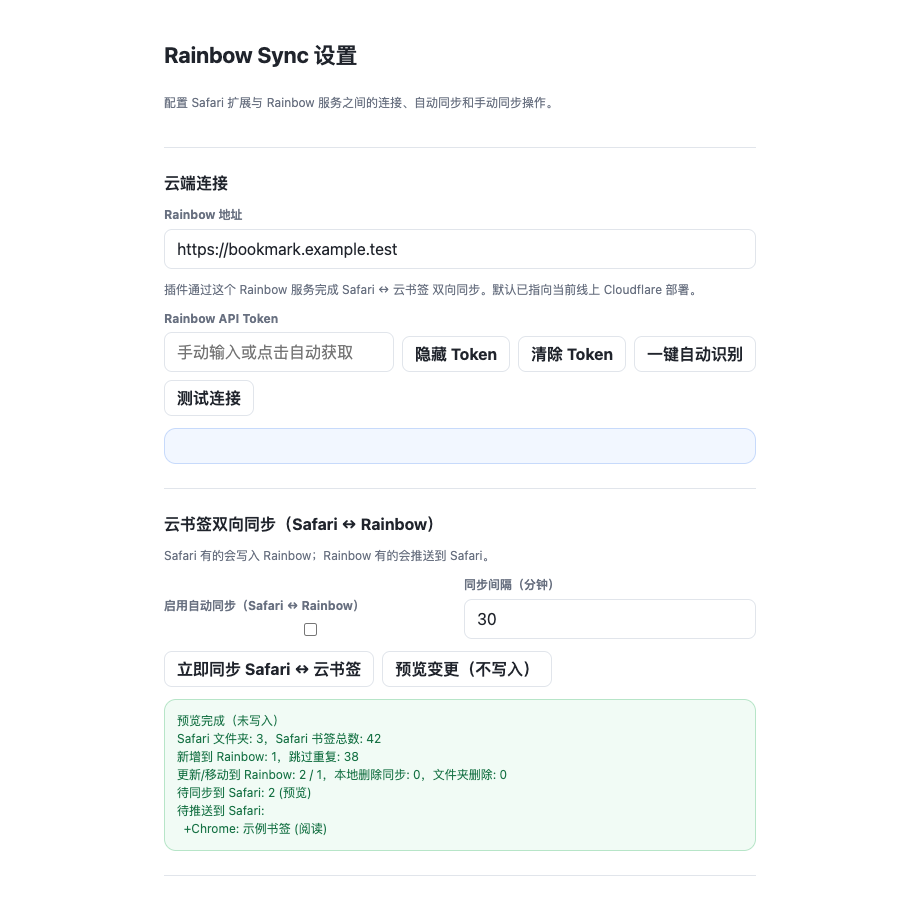 Rainbow Sync 设置
配置 Safari 扩展与 Rainbow 服务之间的连接、自动同步和手动同步操作。
云端连接
Rainbow 地址
https://bookmark.example.test
插件通过这个 Rainbow 服务完成 Safari ↔ 云书签 双向同步。默认已指向当前线上 Cloudflare 部署。
Rainbow API Token
手动输入或点击自动获取
隐藏 Token
清除 Token
一键自动识别
测试连接
云书签双向同步（Safari ↔ Rainbow）
Safari 有的会写入 Rainbow；Rainbow 有的会推送到 Safari。
启用自动同步（Safari ↔ Rainbow）
同步间隔（分钟）
30
立即同步 Safari ↔ 云书签
预览变更（不写入）
预览完成（未写入）
Safari 文件夹: 3，Safari 书签总数: 42
新增到 Rainbow: 1，跳过重复: 38
更新/移动到 Rainbow: 2 / 1，本地删除同步: 0，文件夹删除: 0
待同步到 Safari: 2 (预览)
待推送到 Safari:
+Chrome: 示例书签 (阅读)